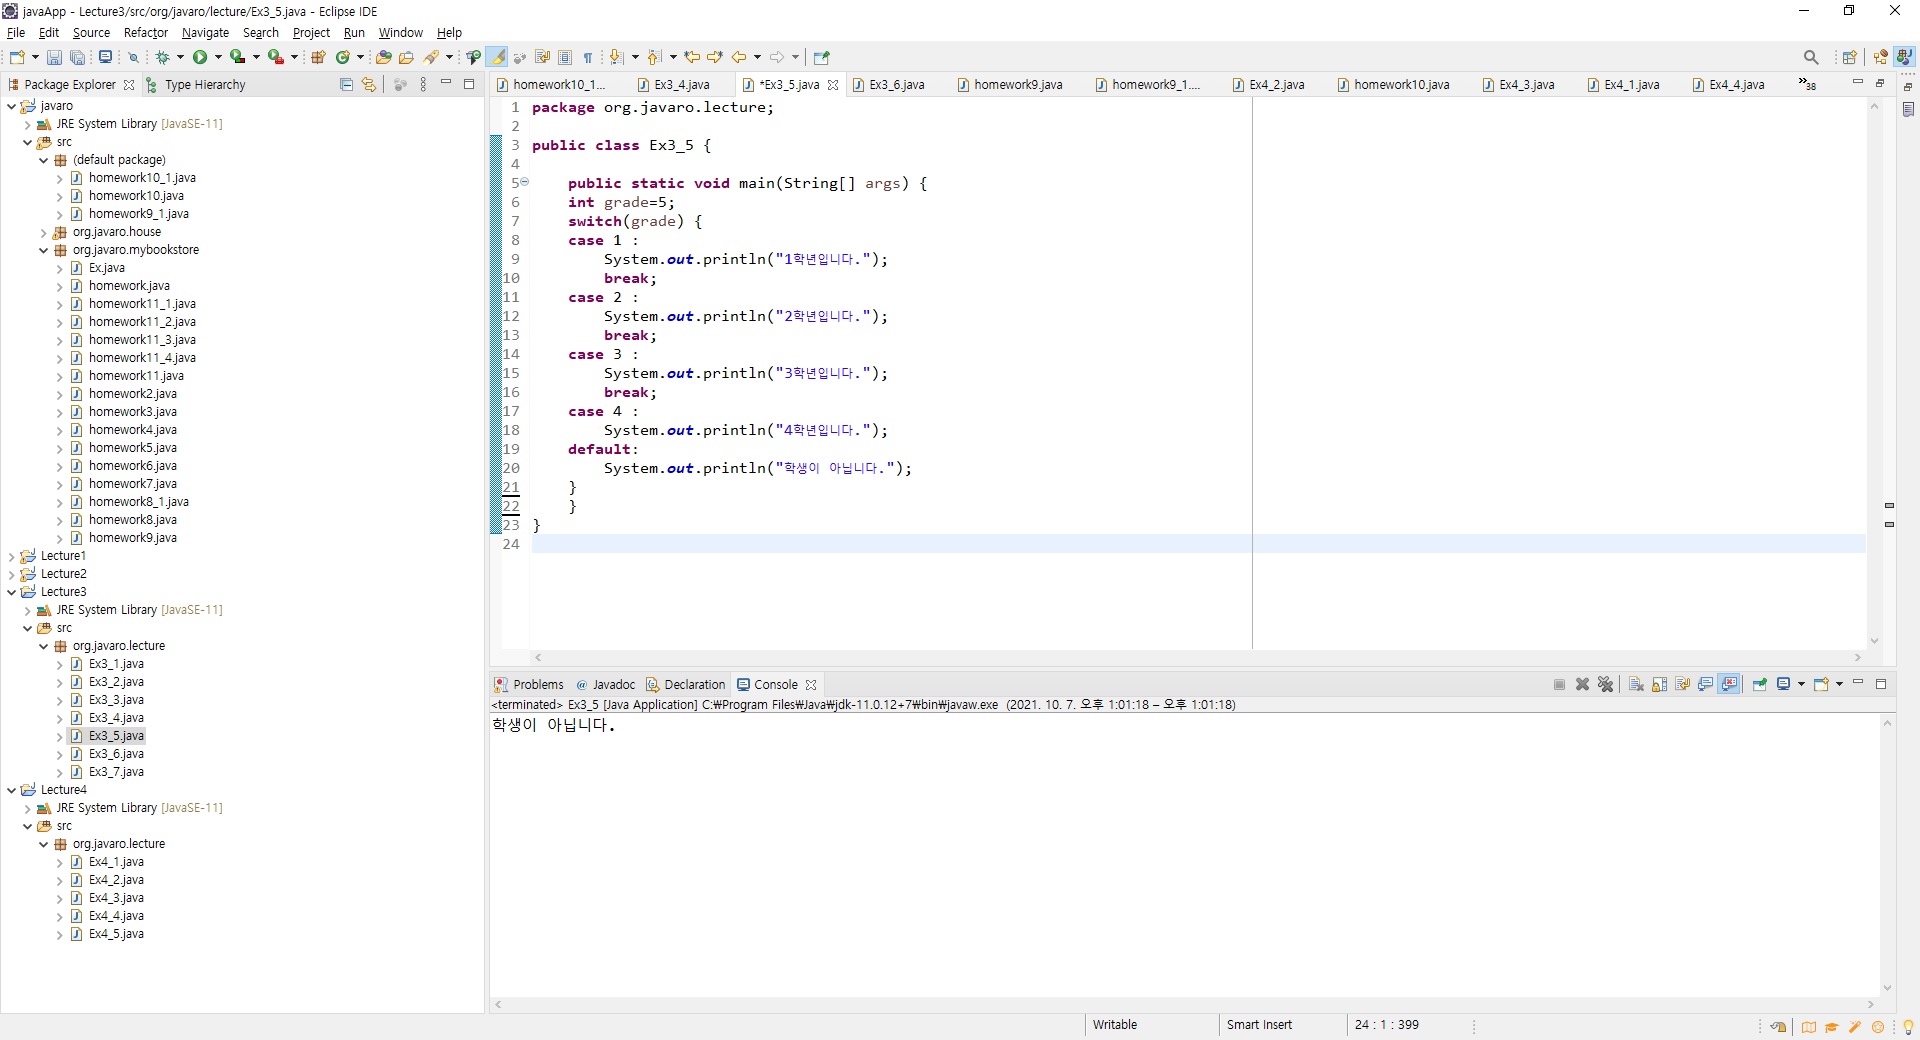 javaApp - Lecture3/src/org/javaro/lecture/Ex3_5.java - Eclipse IDE
File Edit Source Refactor Navigate Search Project Run Window Help
Package Explorer Type Hierarchy
javaro
JRE System Library [JavaSE-11]
src
(default package)
homework10_1.java
homework10.java
homework9_1.java
org.javaro.house
org.javaro.mybookstore
Ex.java
homework.java
homework11_1.java
homework11_2.java
homework11_3.java
homework11_4.java
homework11.java
homework2.java
homework3.java
homework4.java
homework5.java
homework6.java
homework7.java
homework8_1.java
homework8.java
homework9.java
Lecture1
Lecture2
Lecture3
JRE System Library [JavaSE-11]
src
org.javaro.lecture
Ex3_1.java
Ex3_2.java
Ex3_3.java
Ex3_4.java
Ex3_5.java
Ex3_6.java
Ex3_7.java
Lecture4
JRE System Library [JavaSE-11]
src
org.javaro.lecture
Ex4_1.java
Ex4_2.java
Ex4_3.java
Ex4_4.java
Ex4_5.java
homework10_1... Ex3_4.java *Ex3_5.java Ex3_6.java homework9.java homework9_1.... Ex4_2.java homework10.java Ex4_3.java Ex4_1.java Ex4_4.java »38
1 package org.javaro.lecture;
2
3 public class Ex3_5 {
4
5 public static void main(String[] args) {
6 int grade=5;
7 switch(grade) {
8 case 1 :
9 System.out.println("1학년입니다.");
10 break;
11 case 2 :
12 System.out.println("2학년입니다.");
13 break;
14 case 3 :
15 System.out.println("3학년입니다.");
16 break;
17 case 4 :
18 System.out.println("4학년입니다.");
19 default:
20 System.out.println("학생이 아닙니다.");
21 }
22 }
23 }
24
Problems @ Javadoc Declaration Console
<terminated> Ex3_5 [Java Application] C:₩Program Files₩Java₩jdk-11.0.12+7₩bin₩javaw.exe (2021. 10. 7. 오후 1:01:18 – 오후 1:01:18)
학생이 아닙니다.
Writable Smart Insert 24 : 1 : 399